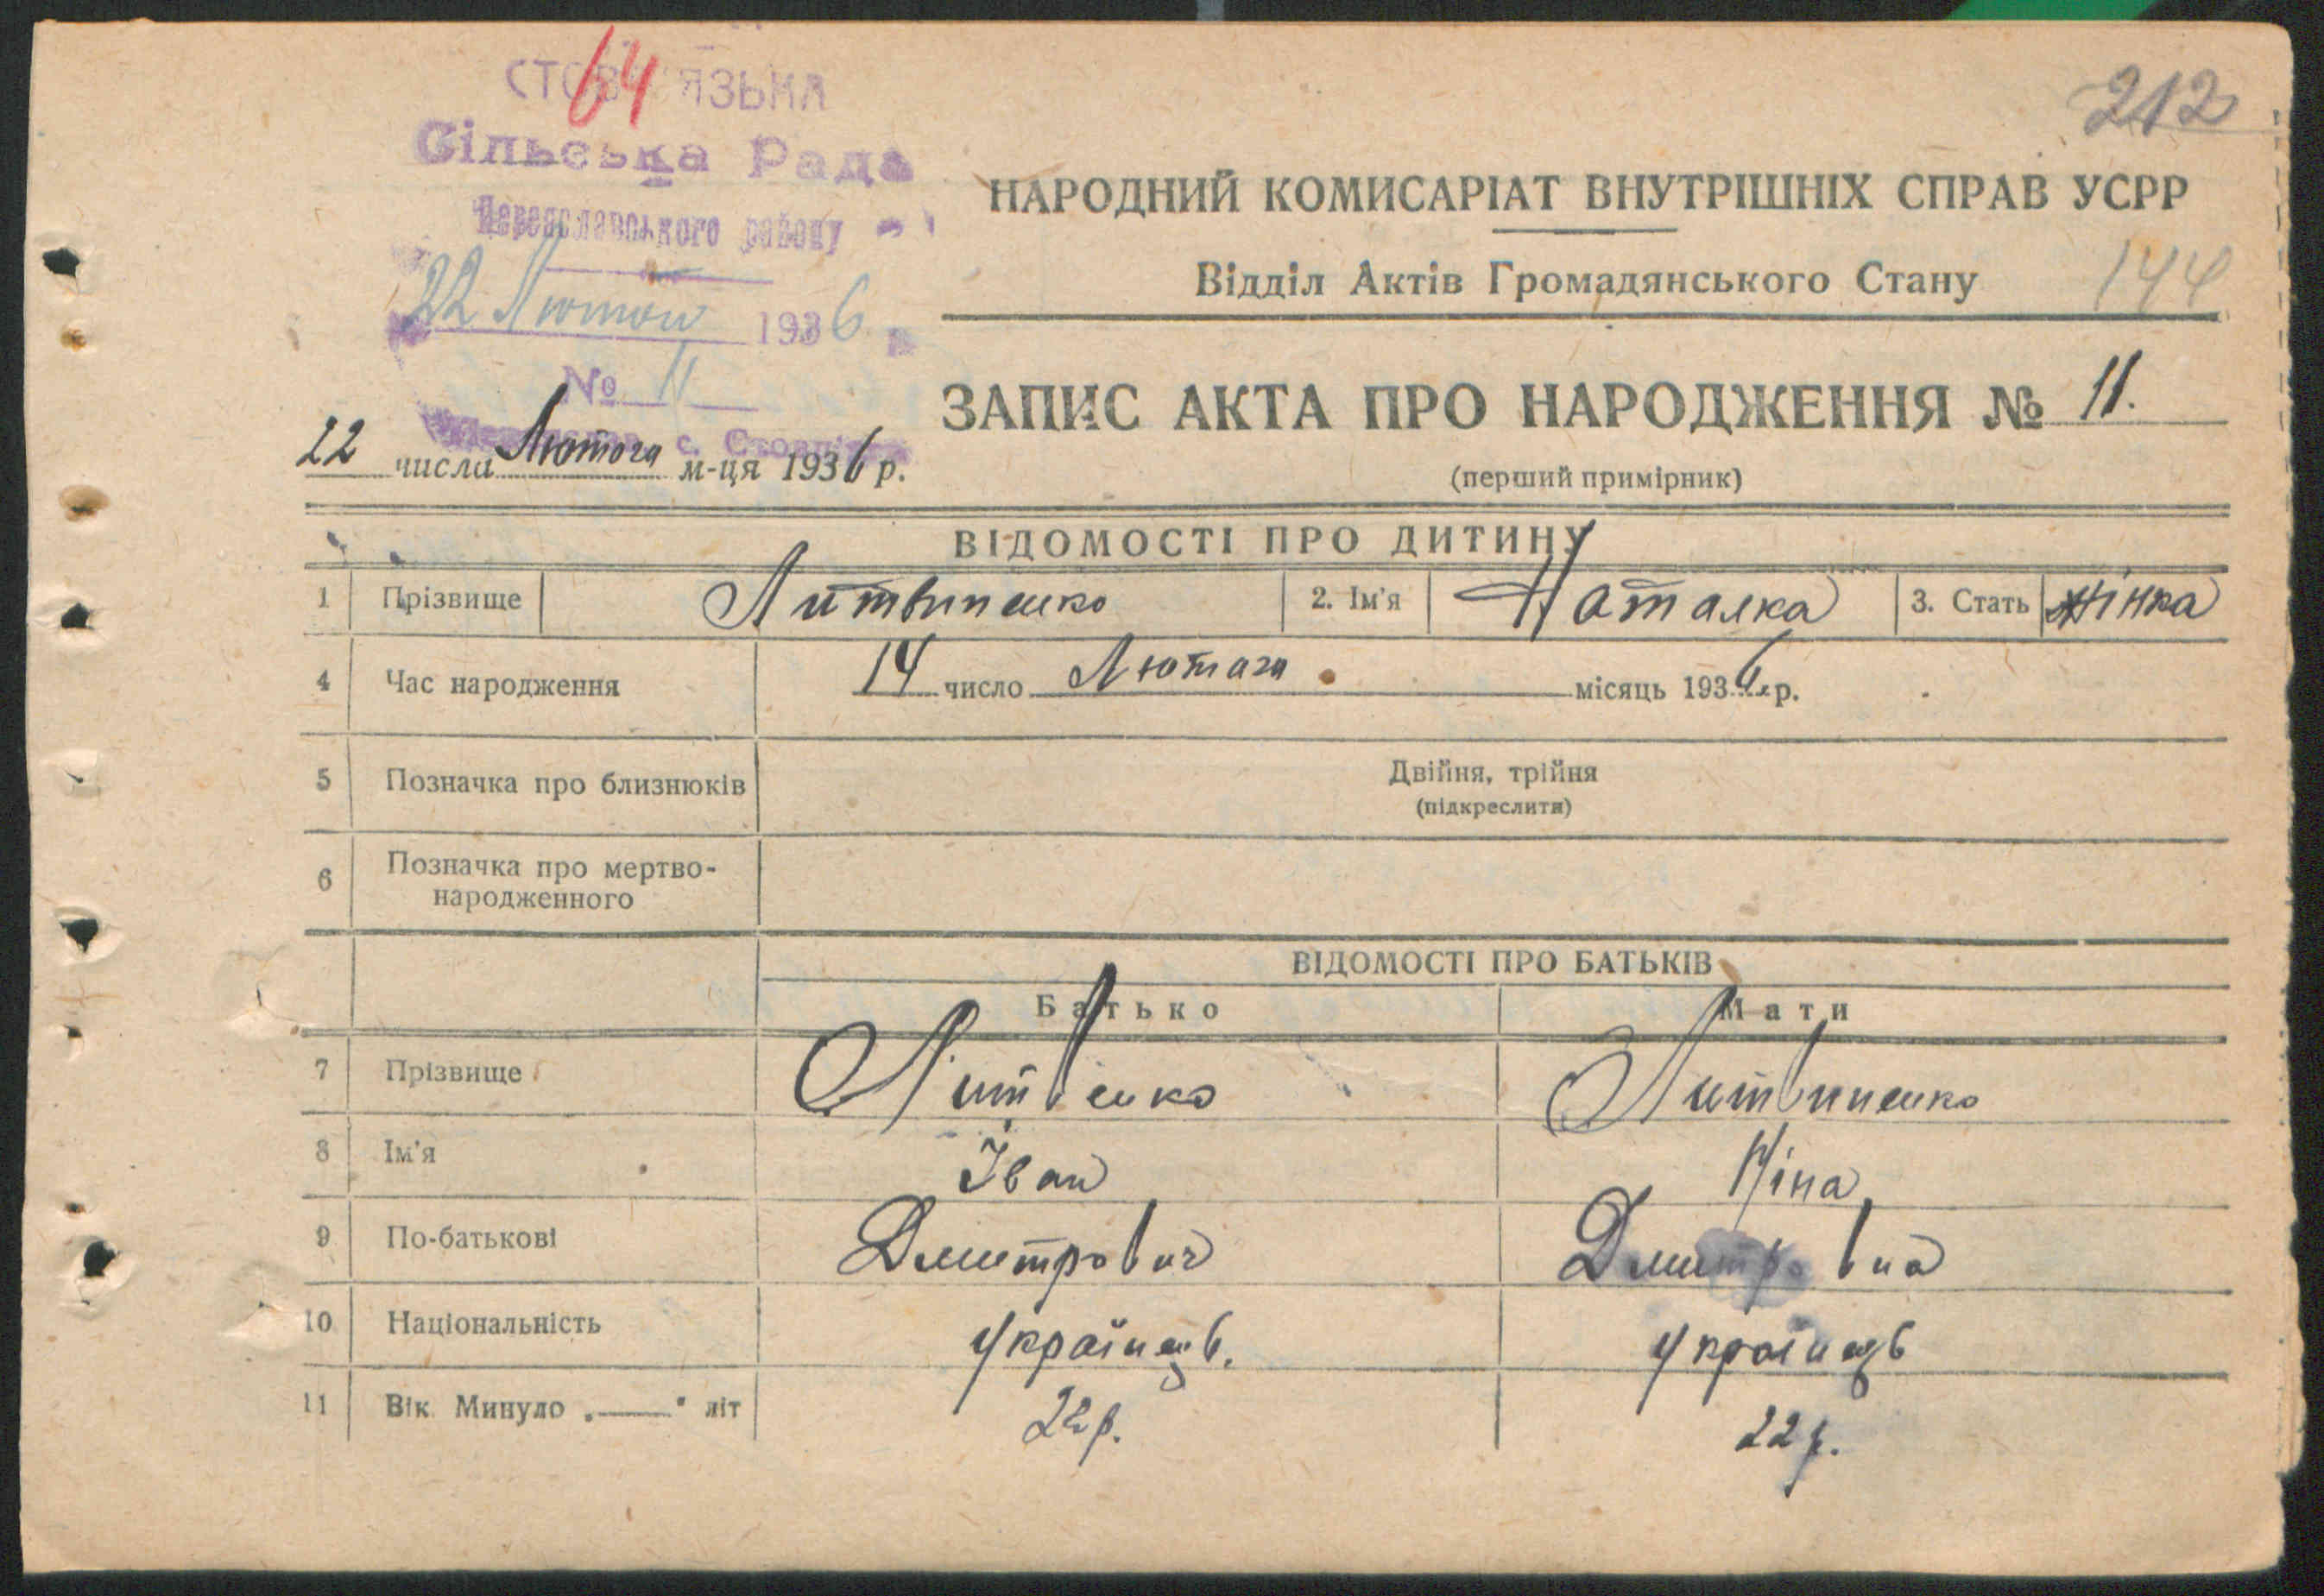 64
212
Сільська Рада
Переяславського району
22 Лютого 1936
№ 11
НАРОДНИЙ КОМИСАРІАТ ВНУТРІШНІХ СПРАВ УСРР
Відділ Актів Громадянського Стану
144
ЗАПИС АКТА ПРО НАРОДЖЕННЯ № 11.
22 числа Лютого м-ця 1936 р.
(перший примірник)
ВІДОМОСТІ ПРО ДИТИНУ
1 Прізвище Литвиненко 2. Ім'я Наталка 3. Стать жінка
4 Час народження 14 число Лютого місяць 1936 р.
5 Позначка про близнюків Двійня, трійня
(підкреслити)
6 Позначка про мертво-
народженного
ВІДОМОСТІ ПРО БАТЬКІВ
Батько Мати
7 Прізвище Литвенко Литвиненко
8 Ім'я Іван Ніна
9 По-батькові Дмитрович Дмитровна
10 Національність українець. українець
11 Вік Минуло „—" літ 22 р. 22 р.